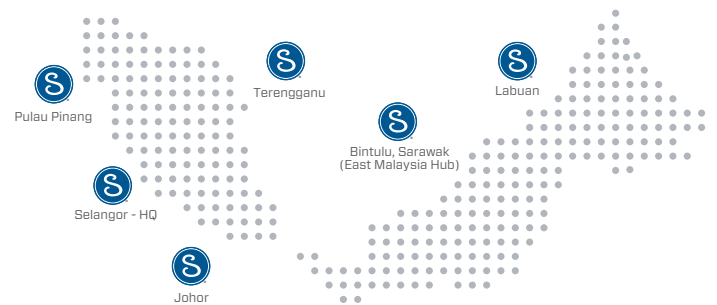 S
Pulau Pinang
S
Terengganu
S
Labuan
S
Bintulu, Sarawak
(East Malaysia Hub)
S
Selangor - HQ
S
Johor